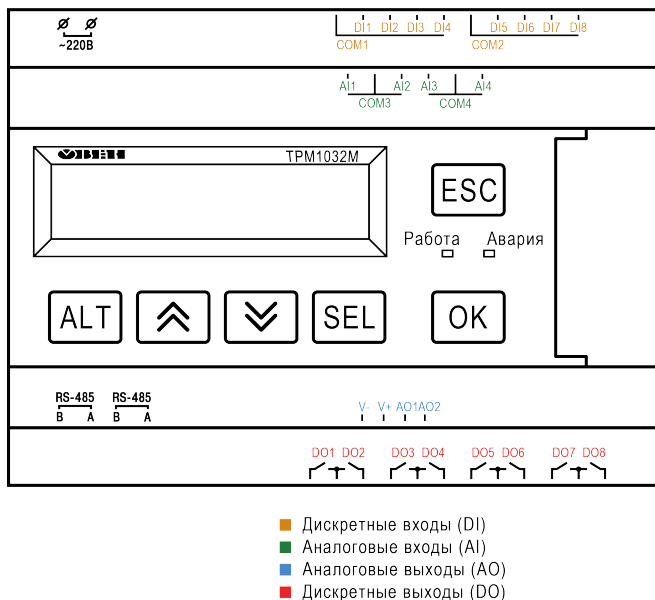 ~220В
DI1 DI2 DI3 DI4 DI5 DI6 DI7 DI8
COM1 COM2
AI1 AI2 AI3 AI4
COM3 COM4
ОВЕН ТРМ1032М
ESC
Работа Авария
ALT SEL OK
RS-485 RS-485
B A B A
V- V+ AO1 AO2
DO1 DO2 DO3 DO4 DO5 DO6 DO7 DO8
Дискретные входы (DI)
Аналоговые входы (AI)
Аналоговые выходы (AO)
Дискретные выходы (DO)